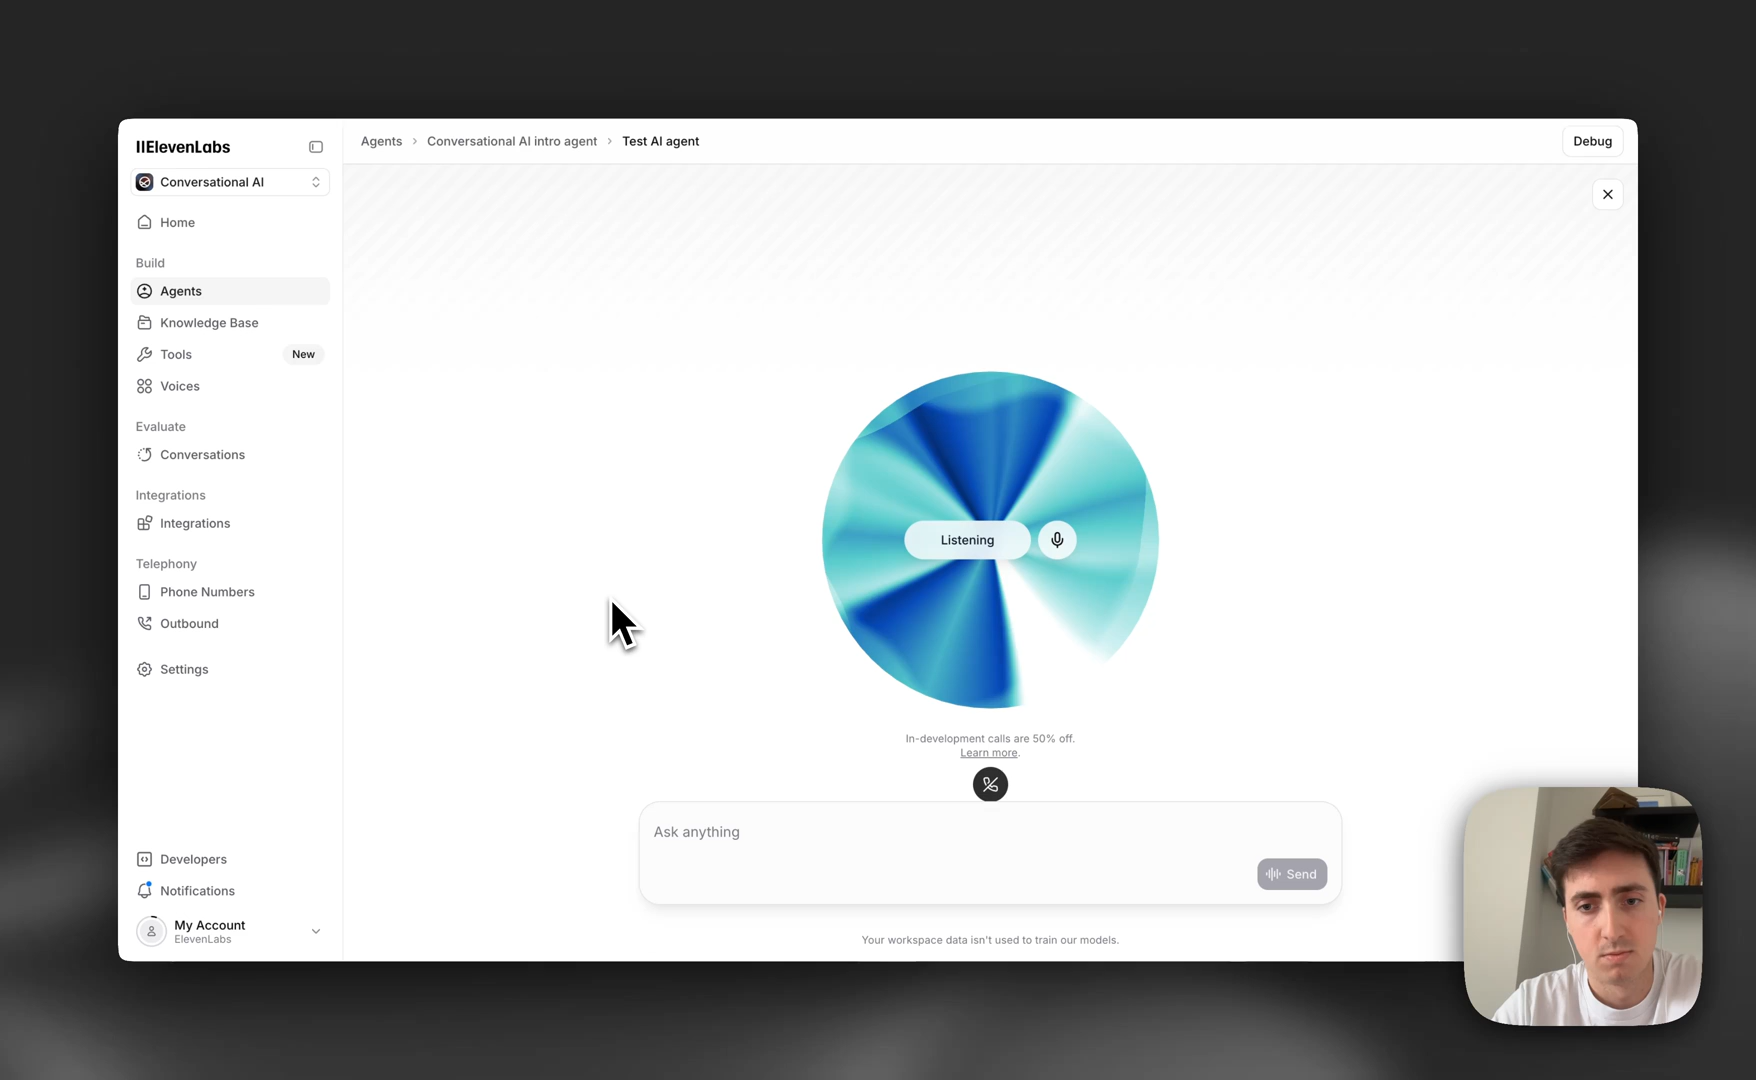 IIElevenLabs
Conversational AI
Home
Build
Agents
Knowledge Base
Tools
New
Voices
Evaluate
Conversations
Integrations
Integrations
Telephony
Phone Numbers
Outbound
Settings
Developers
Notifications
My Account
ElevenLabs
Agents > Conversational AI intro agent > Test AI agent
Debug
Listening
In-development calls are 50% off.
Learn more.
Ask anything
Send
Your workspace data isn't used to train our models.